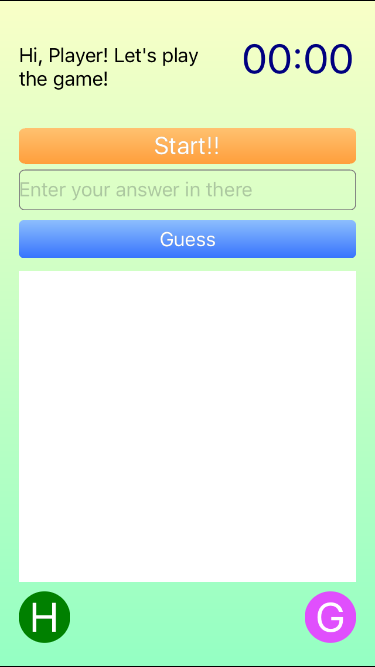 Hi, Player! Let's play
the game!
00:00
Start!!
Enter your answer in there
Guess
H
G